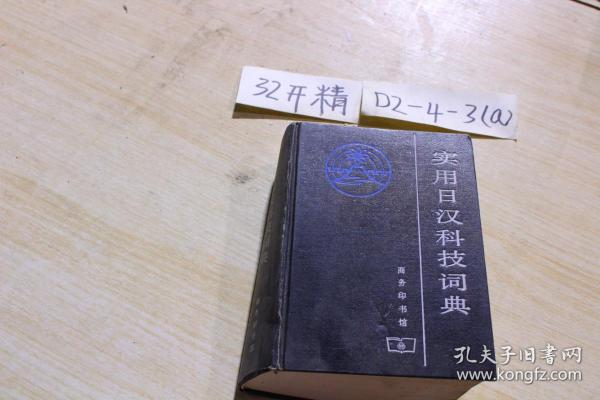 32开精
D2-4-3(a)
实用日汉科技词典
商务印书馆
孔夫子旧書网
www.kongfz.com